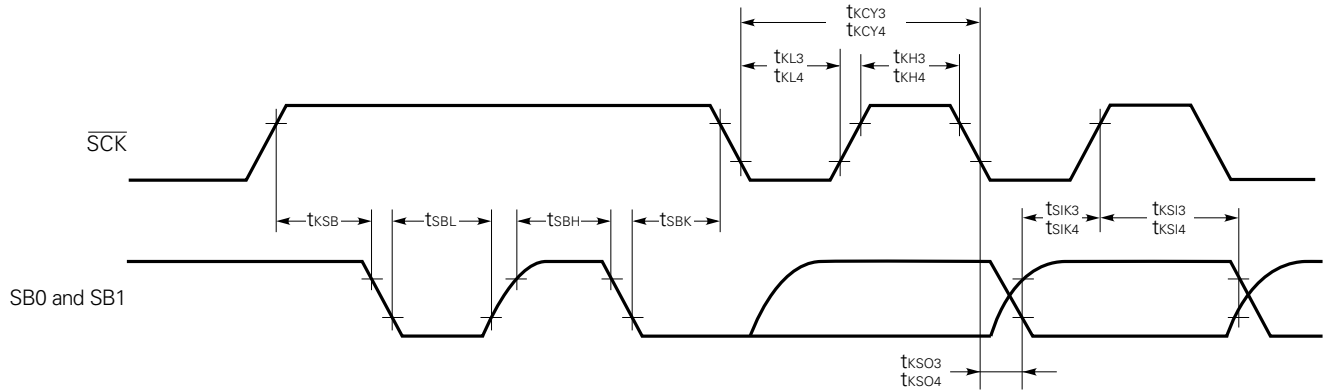 tKCY3
tKCY4
tKL3
tKL4
tKH3
tKH4
SCK
tKSB
tSBL
tSBH
tSBK
tSIK3
tSIK4
tKSI3
tKSI4
SB0 and SB1
tKSO3
tKSO4